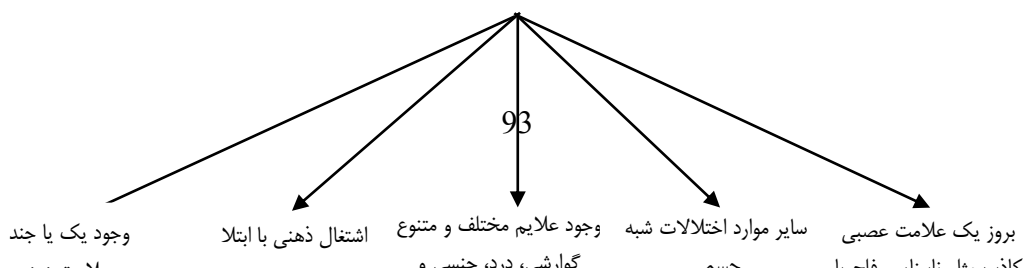 93
بروز یک علامت عصبی
سایر موارد اختلالات شبه
وجود علایم مختلف و متنوع
گوارشی، درد، جنسی و
اشتغال ذهنی با ابتلا
وجود یک یا چند